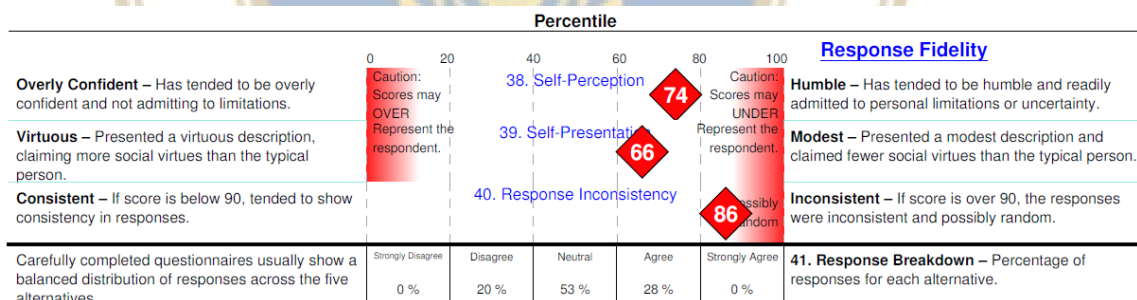 Percentile
Response Fidelity
0 20 40 60 80 100
Overly Confident – Has tended to be overly
confident and not admitting to limitations.
Caution:
Scores may
OVER
Represent the
respondent.
38. Self-Perception
74
Caution:
Scores may
UNDER
Represent the
respondent.
Humble – Has tended to be humble and readily
admitted to personal limitations or uncertainty.
Virtuous – Presented a virtuous description,
claiming more social virtues than the typical
person.
39. Self-Presentation
66
Modest – Presented a modest description and
claimed fewer social virtues than the typical person.
Consistent – If score is below 90, tended to show
consistency in responses.
40. Response Inconsistency
86
Inconsistent – If score is over 90, the responses
were inconsistent and possibly random.
Carefully completed questionnaires usually show a
balanced distribution of responses across the five
alternatives
Strongly Disagree Disagree Neutral Agree Strongly Agree
0 % 20 % 53 % 28 % 0 %
41. Response Breakdown – Percentage of
responses for each alternative.